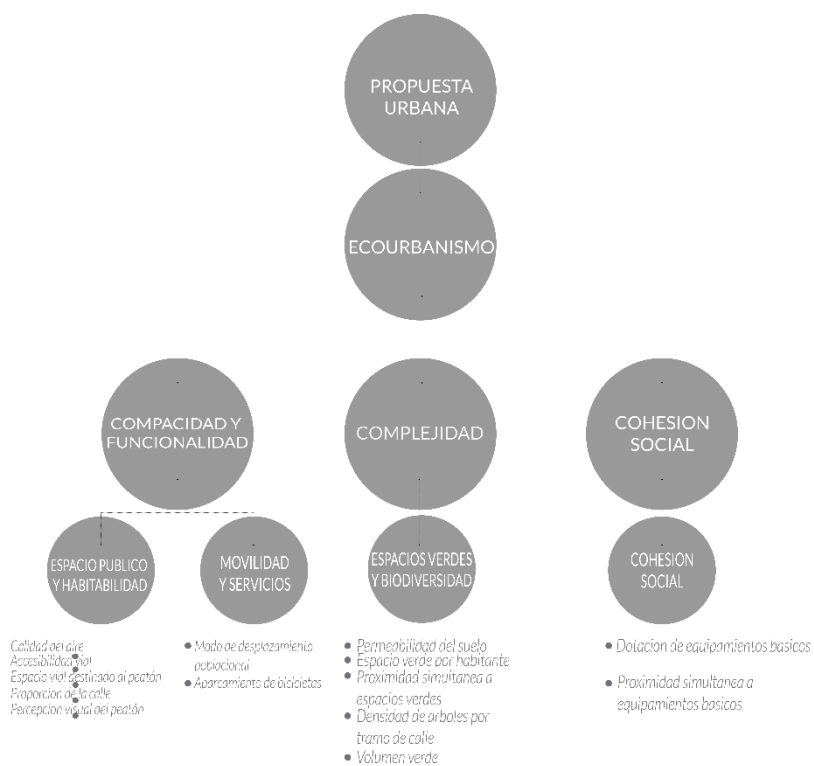 PROPUESTA
URBANA
ECOURBANISMO
COMPACIDAD Y
FUNCIONALIDAD
COMPLEJIDAD
COHESION
SOCIAL
ESPACIO PUBLICO
Y HABITABILIDAD
MOVILIDAD
Y SERVICIOS
ESPACIOS VERDES
Y BIODIVERSIDAD
COHESION
SOCIAL
Calidad del aire
Accesibilidad vial
Espacio vial destinado al peatón
Proporcion de la calle
Percepcion visual del peatón
• Modo de desplazamiento
poblacional
• Aparcamiento de bicicletas
• Permeabilidad del suelo
• Espacio verde por habitante
• Proximidad simultanea a
espacios verdes
• Densidad de arboles por
tramo de calle
• Volumen verde
• Dotacion de equipamientos basicos
• Proximidad simultanea a
equipamientos basicos